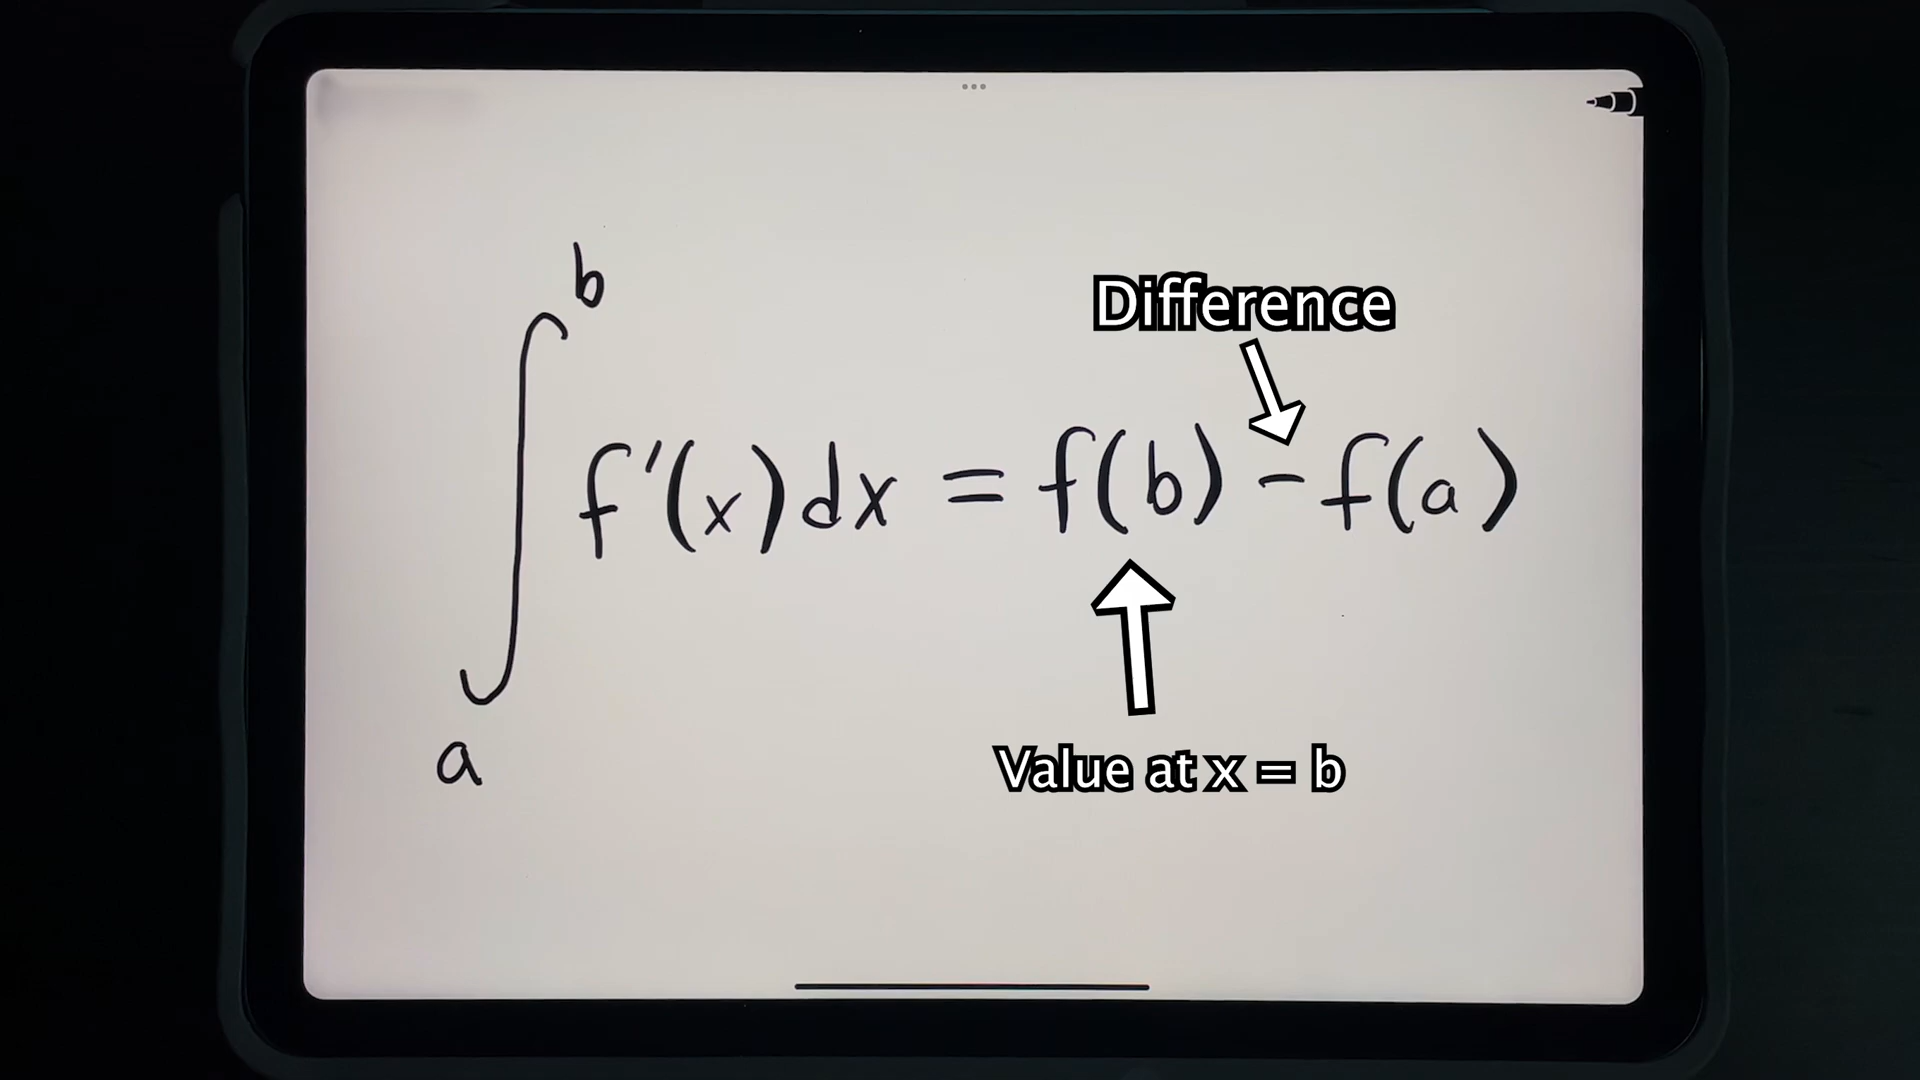 b
Difference
∫ f'(x) dx = f(b) - f(a)
a
Value at x = b